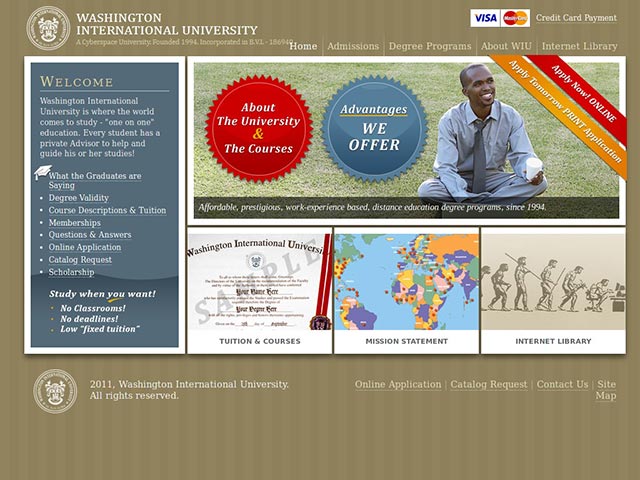 WASHINGTON
INTERNATIONAL UNIVERSITY
A Cyberspace University, Founded 1994, Incorporated in B.V.I. - 186940
VISA
MasterCard
Credit Card Payment
Home
Admissions
Degree Programs
About WIU
Internet Library
WELCOME
Washington International
University is where the world
comes to study - "one on one"
education. Every student has a
private Advisor to help and
guide his or her studies!
What the Graduates are
Saying
Degree Validity
Course Descriptions & Tuition
Memberships
Questions & Answers
Online Application
Catalog Request
Scholarship
Study when you want!
No Classrooms!
No deadlines!
Low "fixed tuition"
About
The University
&
The Courses
Advantages
WE
OFFER
Apply Now! ONLINE
Apply Tomorrow PRINT Application
Affordable, prestigious, work-experience based, distance education degree programs, since 1994.
Washington International University
SAMPLE
Your Name Here
Your Degree Here
TUITION & COURSES
MISSION STATEMENT
INTERNET LIBRARY
2011, Washington International University.
All rights reserved.
Online Application | Catalog Request | Contact Us | Site
Map